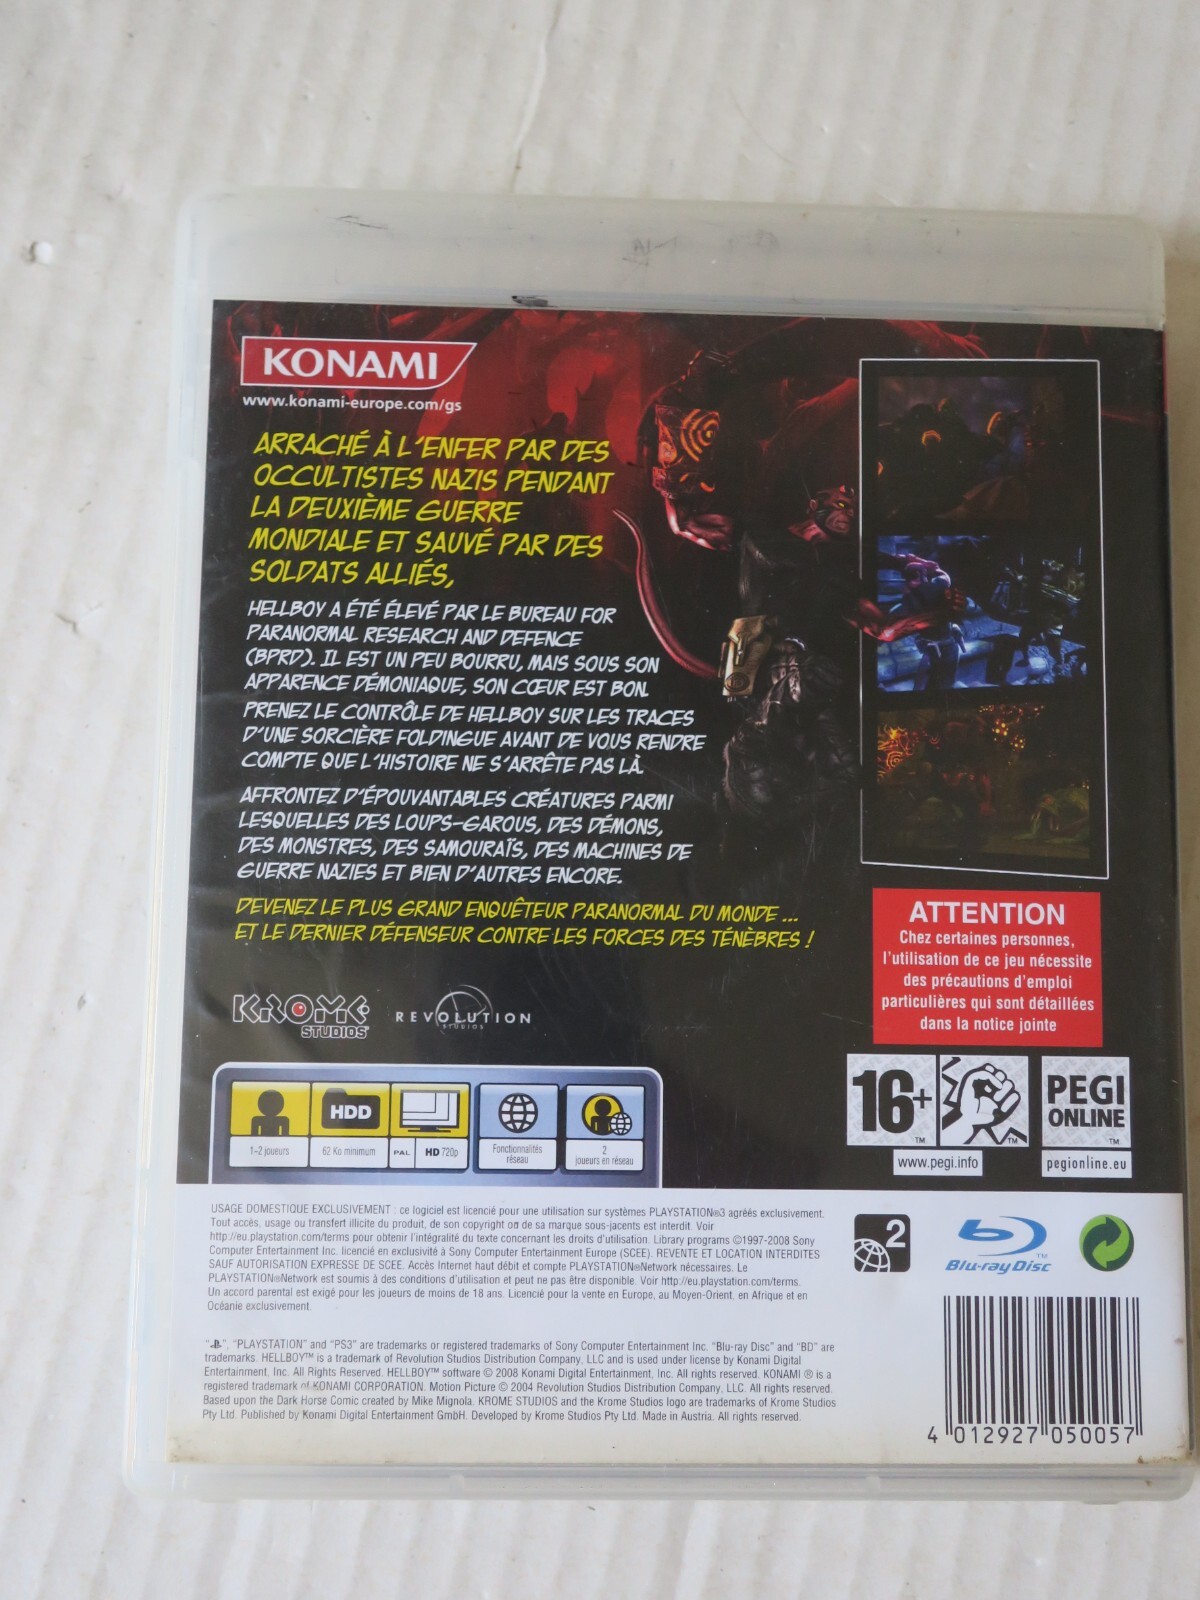 KONAMI
www.konami-europe.com/gs
ARRACHÉ À L'ENFER PAR DES
OCCULTISTES NAZIS PENDANT
LA DEUXIÈME GUERRE
MONDIALE ET SAUVÉ PAR DES
SOLDATS ALLIÉS,
HELLBOY A ÉTÉ ÉLEVÉ PAR LE BUREAU FOR
PARANORMAL RESEARCH AND DEFENCE
(BPRD). IL EST UN PEU BOURRU, MAIS SOUS SON
APPARENCE DÉMONIAQUE, SON CŒUR EST BON.
PRENEZ LE CONTRÔLE DE HELLBOY SUR LES TRACES
D'UNE SORCIÈRE FOLDINGUE AVANT DE VOUS RENDRE
COMPTE QUE L'HISTOIRE NE S'ARRÊTE PAS LÀ.
AFFRONTEZ D'ÉPOUVANTABLES CRÉATURES PARMI
LESQUELLES DES LOUPS-GAROUS, DES DÉMONS,
DES MONSTRES, DES SAMOURAÏS, DES MACHINES DE
GUERRE NAZIES ET BIEN D'AUTRES ENCORE.
DEVENEZ LE PLUS GRAND ENQUÊTEUR PARANORMAL DU MONDE ...
ET LE DERNIER DÉFENSEUR CONTRE LES FORCES DES TÉNÈBRES !
ATTENTION
Chez certaines personnes,
l'utilisation de ce jeu nécessite
des précautions d'emploi
particulières qui sont détaillées
dans la notice jointe
KROME
STUDIOS
REVOLUTION
STUDIOS
HDD
1-2 joueurs
62 Ko minimum
PAL
HD 720p
Fonctionnalités
réseau
2
joueurs en réseau
16+
TM
www.pegi.info
TM
PEGI
ONLINE
TM
pegionline.eu
USAGE DOMESTIQUE EXCLUSIVEMENT : ce logiciel est licencié pour une utilisation sur systèmes PLAYSTATION®3 agréés exclusivement.
Tout accès, usage ou transfert illicite du produit, de son copyright ou de sa marque sous-jacents est interdit. Voir
http://eu.playstation.com/terms pour obtenir l'intégralité du texte concernant les droits d'utilisation. Library programs ©1997-2008 Sony
Computer Entertainment Inc. licencié en exclusivité à Sony Computer Entertainment Europe (SCEE). REVENTE ET LOCATION INTERDITES
SAUF AUTORISATION EXPRESSE DE SCEE. Accès Internet haut débit et compte PLAYSTATION®Network nécessaires. Le
PLAYSTATION®Network est soumis à des conditions d'utilisation et peut ne pas être disponible. Voir http://eu.playstation.com/terms.
Un accord parental est exigé pour les joueurs de moins de 18 ans. Licencié pour la vente en Europe, au Moyen-Orient, en Afrique et en
Océanie exclusivement.
2
Blu-ray Disc
TM
"", "PLAYSTATION" and "PS3" are trademarks or registered trademarks of Sony Computer Entertainment Inc. "Blu-ray Disc" and "BD" are
trademarks. HELLBOY™ is a trademark of Revolution Studios Distribution Company, LLC and is used under license by Konami Digital
Entertainment, Inc. All Rights Reserved. HELLBOY™ software © 2008 Konami Digital Entertainment, Inc. All rights reserved. KONAMI ® is a
registered trademark of KONAMI CORPORATION. Motion Picture © 2004 Revolution Studios Distribution Company, LLC. All rights reserved.
Based upon the Dark Horse Comic created by Mike Mignola. KROME STUDIOS and the Krome Studios logo are trademarks of Krome Studios
Pty Ltd. Published by Konami Digital Entertainment GmbH. Developed by Krome Studios Pty Ltd. Made in Austria. All rights reserved.
4 012927 050057